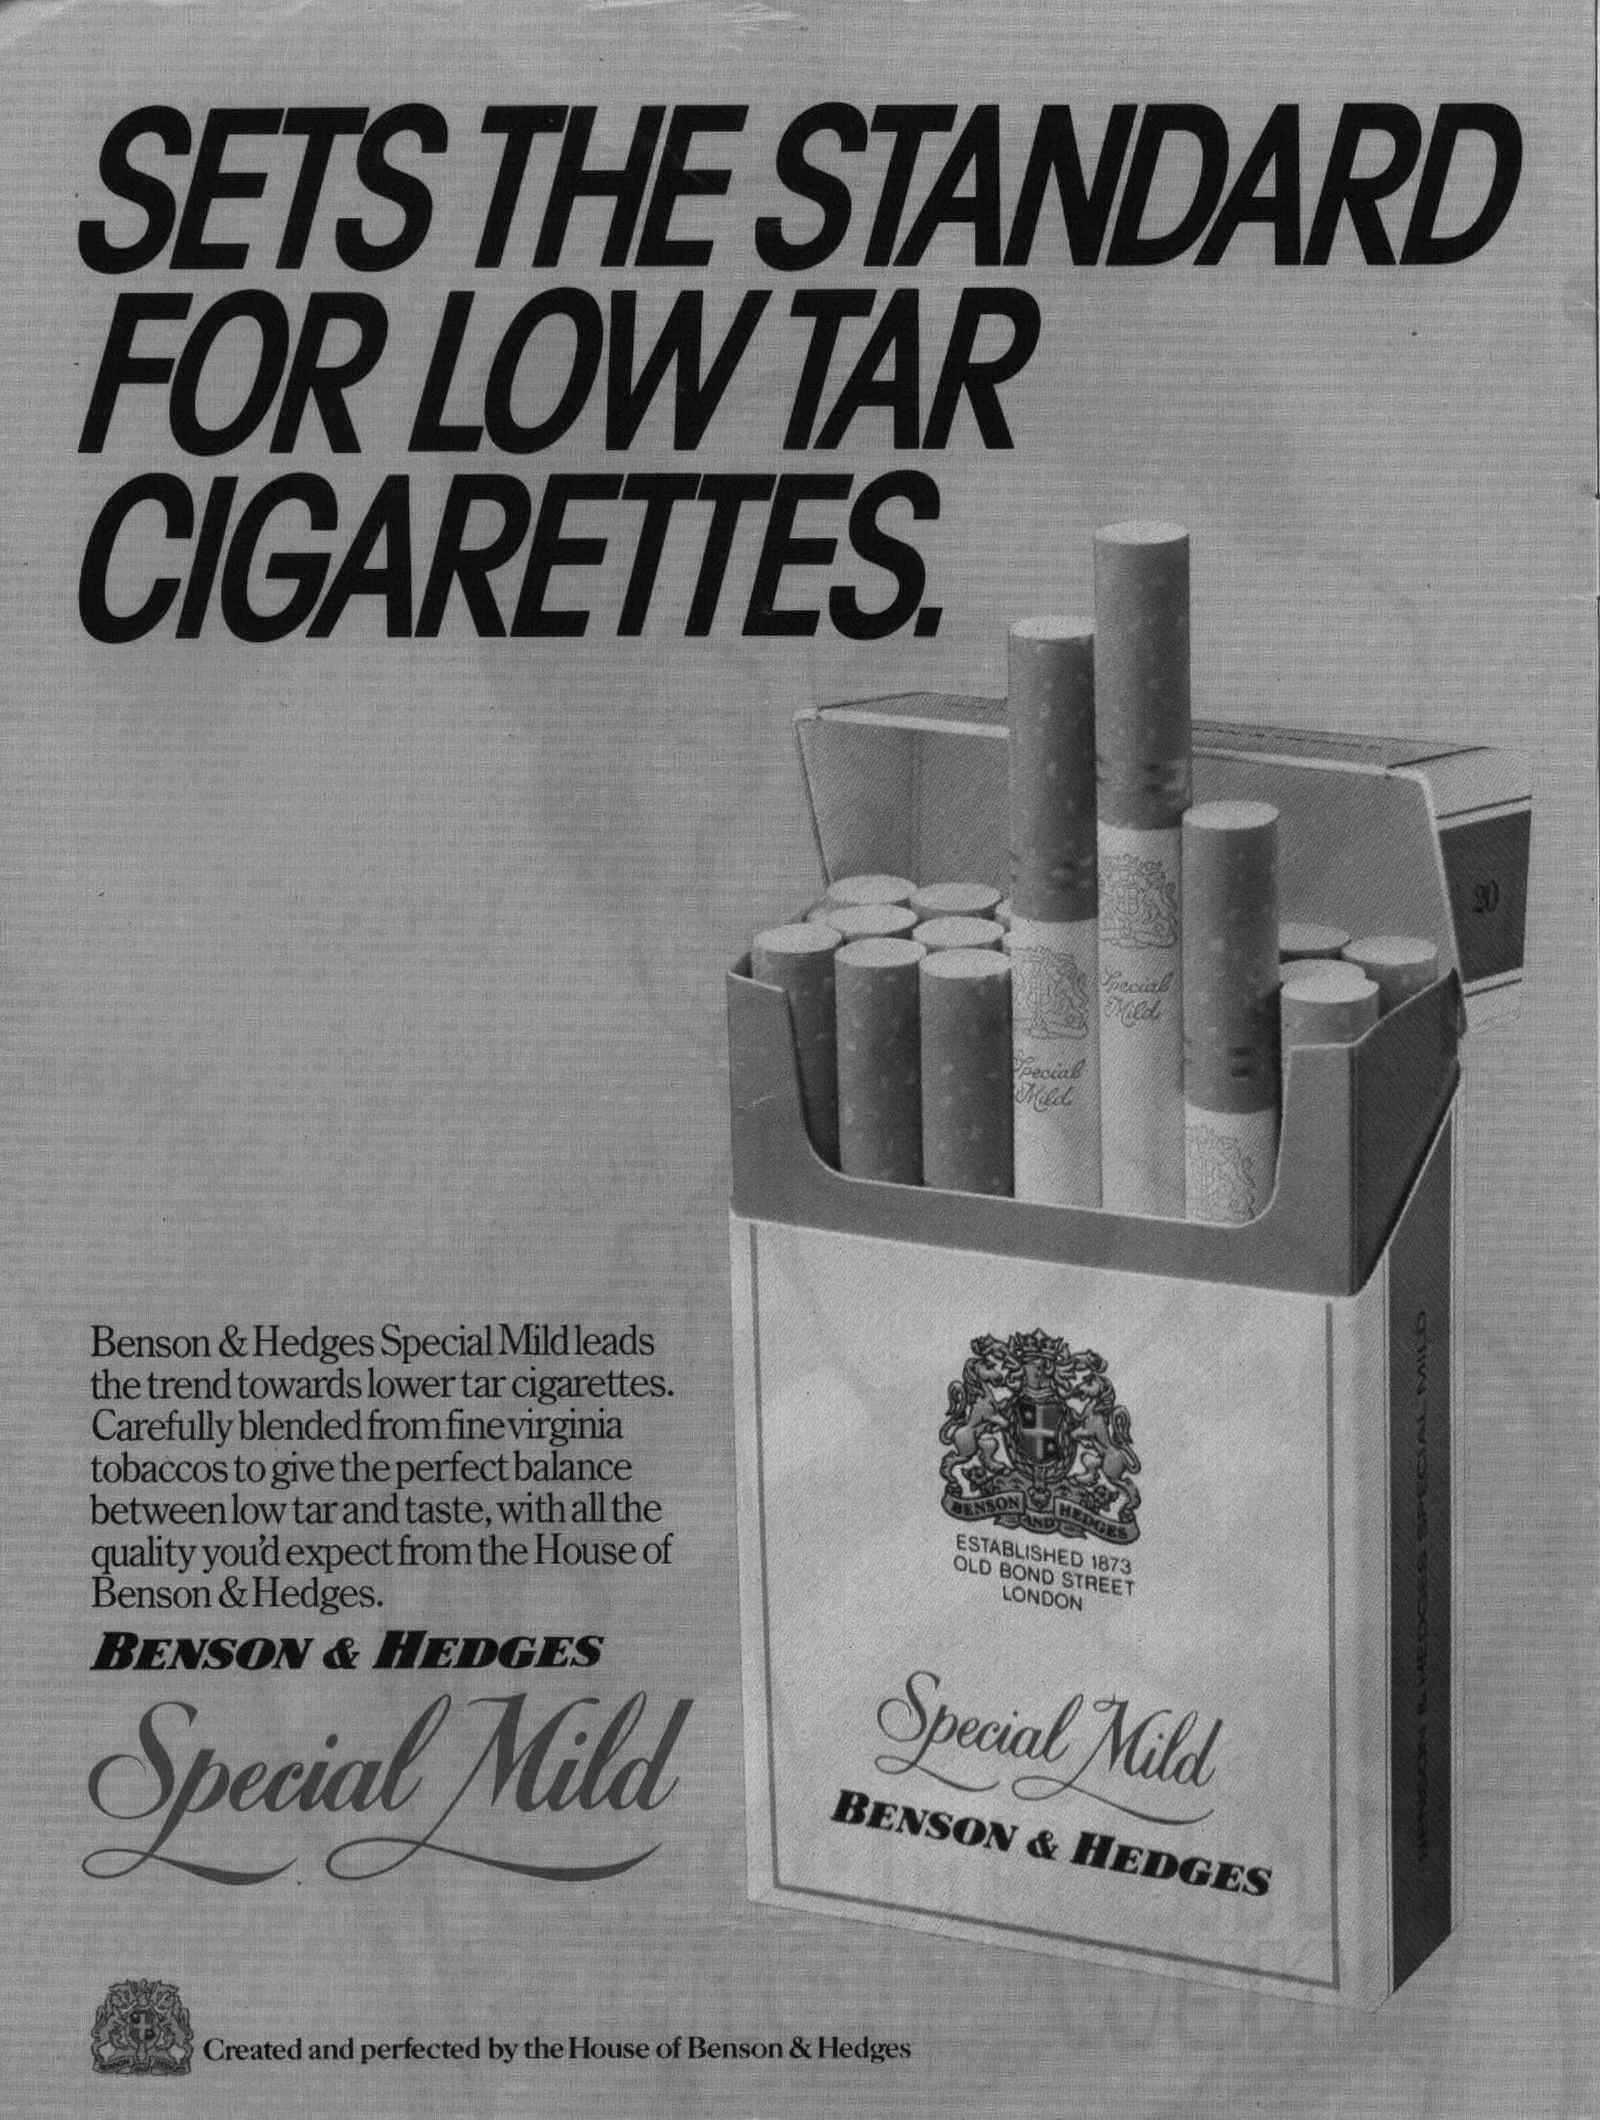 SETS THE STANDARD
FOR LOW TAR
CIGARETTES.
20
Special
Mild
Special
Mild
Benson & Hedges Special Mild leads
the trend towards lower tar cigarettes.
Carefully blended from fine virginia
tobaccos to give the perfect balance
between low tar and taste, with all the
quality you'd expect from the House of
Benson & Hedges.
BENSON & HEDGES
Special Mild
BENSON AND HEDGES
ESTABLISHED 1873
OLD BOND STREET
LONDON
Special Mild
BENSON & HEDGES
BENSON & HEDGES SPECIAL MILD
Created and perfected by the House of Benson & Hedges